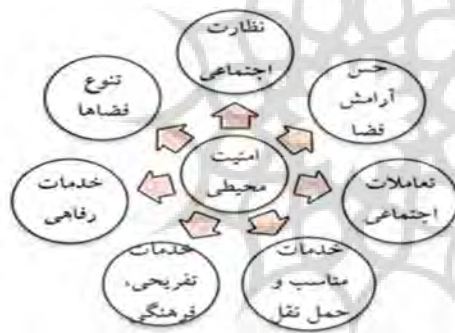 نظارت
اجتماعی
حس
آرامش
فضا
تعاملات
اجتماعی
خدمات
مناسب و
حمل نقل
خدمات
تفریحی،
فرهنگی
خدمات
رفاهی
تنوع
فضاها
امنیت
محیطی